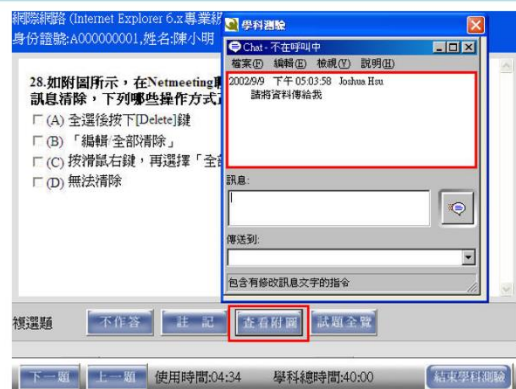 網際網路 (Internet Explorer 6.x專業級
身份證號:A000000001,姓名:陳小明
學科測驗
Chat - 不在呼叫中
檔案(F) 編輯(E) 檢視(V) 說明(H)
2002/9/9 下午 05:03:58 Joshua Hsu
請將資料傳給我
訊息:
傳送到:
包含有修改訊息文字的指令
28.如附圖所示，在Netmeeting
訊息清除，下列哪些操作方式
(A) 全選後按下[Delete]鍵
(B) 「編輯/全部清除」
(C) 按滑鼠右鍵，再選擇「全
(D) 無法清除
複選題
不作答
註 記
查看附圖
試題全覽
下一題
上一題
使用時間:04:34
學科總時間:40:00
結束學科測驗